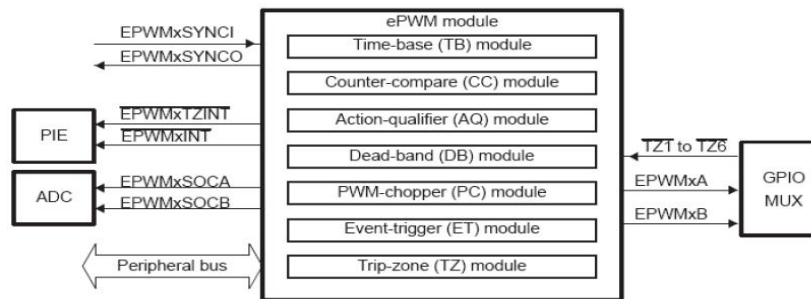 ePWM module
EPWMxSYNCI
EPWMxSYNCO
Time-base (TB) module
Counter-compare (CC) module
Action-qualifier (AQ) module
Dead-band (DB) module
PWM-chopper (PC) module
Event-trigger (ET) module
Trip-zone (TZ) module
PIE
EPWMxTZINT
EPWMxINT
ADC
EPWMxSOCA
EPWMxSOCB
Peripheral bus
TZ1 to TZ6
EPWMxA
EPWMxB
GPIO
MUX